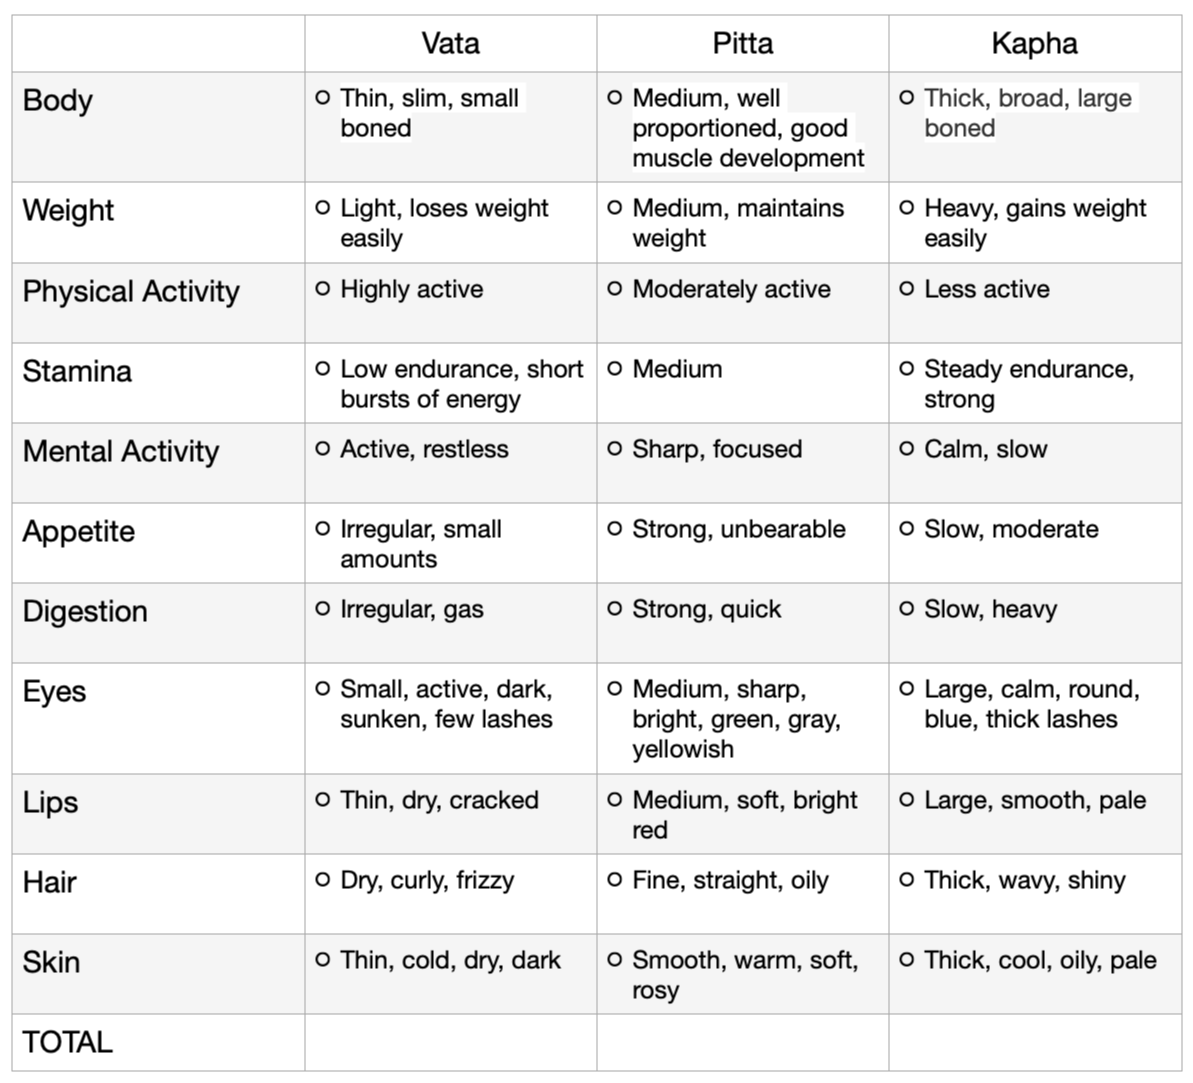 Vata Pitta Kapha
Body
Thin, slim, small
boned
Medium, well
proportioned, good
muscle development
Thick, broad, large
boned
Weight
Light, loses weight
easily
Medium, maintains
weight
Heavy, gains weight
easily
Physical Activity
Highly active
Moderately active
Less active
Stamina
Low endurance, short
bursts of energy
Medium
Steady endurance,
strong
Mental Activity
Active, restless
Sharp, focused
Calm, slow
Appetite
Irregular, small
amounts
Strong, unbearable
Slow, moderate
Digestion
Irregular, gas
Strong, quick
Slow, heavy
Eyes
Small, active, dark,
sunken, few lashes
Medium, sharp,
bright, green, gray,
yellowish
Large, calm, round,
blue, thick lashes
Lips
Thin, dry, cracked
Medium, soft, bright
red
Large, smooth, pale
Hair
Dry, curly, frizzy
Fine, straight, oily
Thick, wavy, shiny
Skin
Thin, cold, dry, dark
Smooth, warm, soft,
rosy
Thick, cool, oily, pale
TOTAL